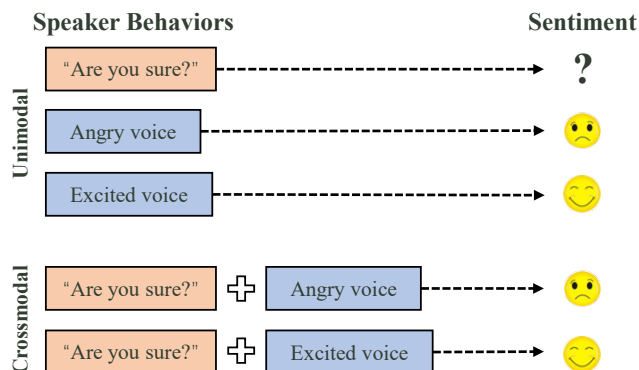 Speaker Behaviors
Sentiment
Unimodal
“Are you sure?”
?
Angry voice
Excited voice
Crossmodal
“Are you sure?”
Angry voice
“Are you sure?”
Excited voice